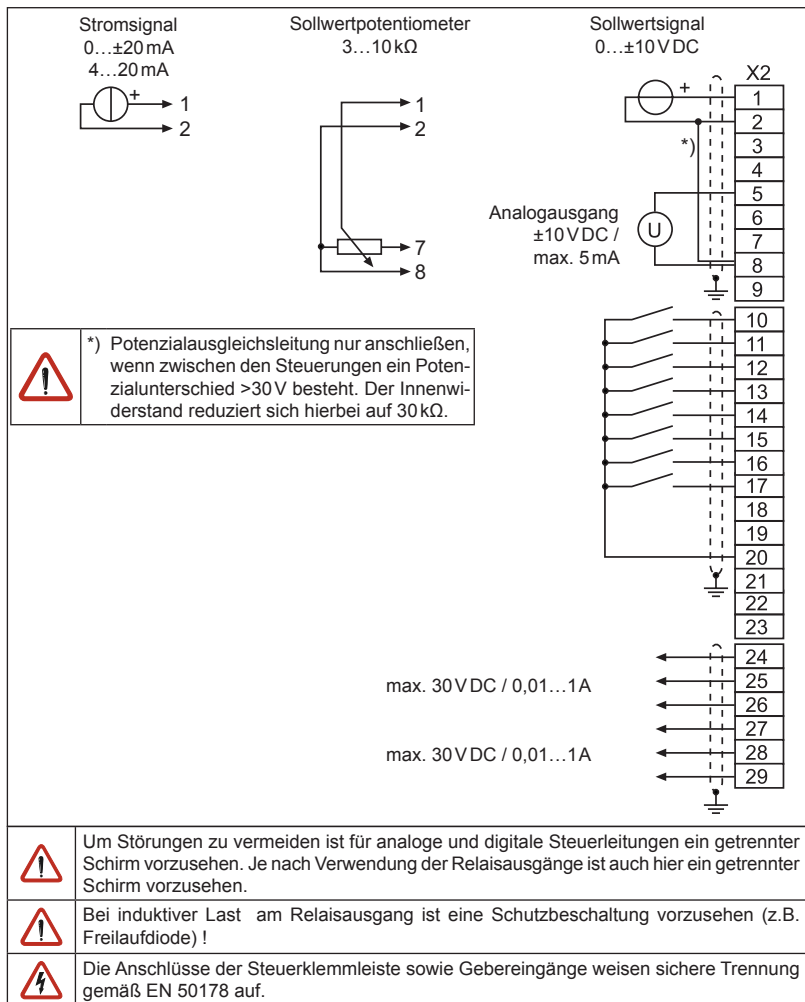 Stromsignal
0…±20 mA
4…20 mA
+
1
2
Sollwertpotentiometer
3…10 kΩ
1
2
7
8
Sollwertsignal
0…±10 V DC
+
*)
Analogausgang
±10 V DC /
max. 5 mA
U
X2
1
2
3
4
5
6
7
8
9
*) Potenzialausgleichsleitung nur anschließen,
wenn zwischen den Steuerungen ein Poten-
zialunterschied >30 V besteht. Der Innenwi-
derstand reduziert sich hierbei auf 30 kΩ.
10
11
12
13
14
15
16
17
18
19
20
21
22
23
max. 30 V DC / 0,01…1 A
max. 30 V DC / 0,01…1 A
24
25
26
27
28
29
Um Störungen zu vermeiden ist für analoge und digitale Steuerleitungen ein getrennter
Schirm vorzusehen. Je nach Verwendung der Relaisausgänge ist auch hier ein getrennter
Schirm vorzusehen.
Bei induktiver Last am Relaisausgang ist eine Schutzbeschaltung vorzusehen (z.B.
Freilaufdiode) !
Die Anschlüsse der Steuerklemmleiste sowie Gebereingänge weisen sichere Trennung
gemäß EN 50178 auf.